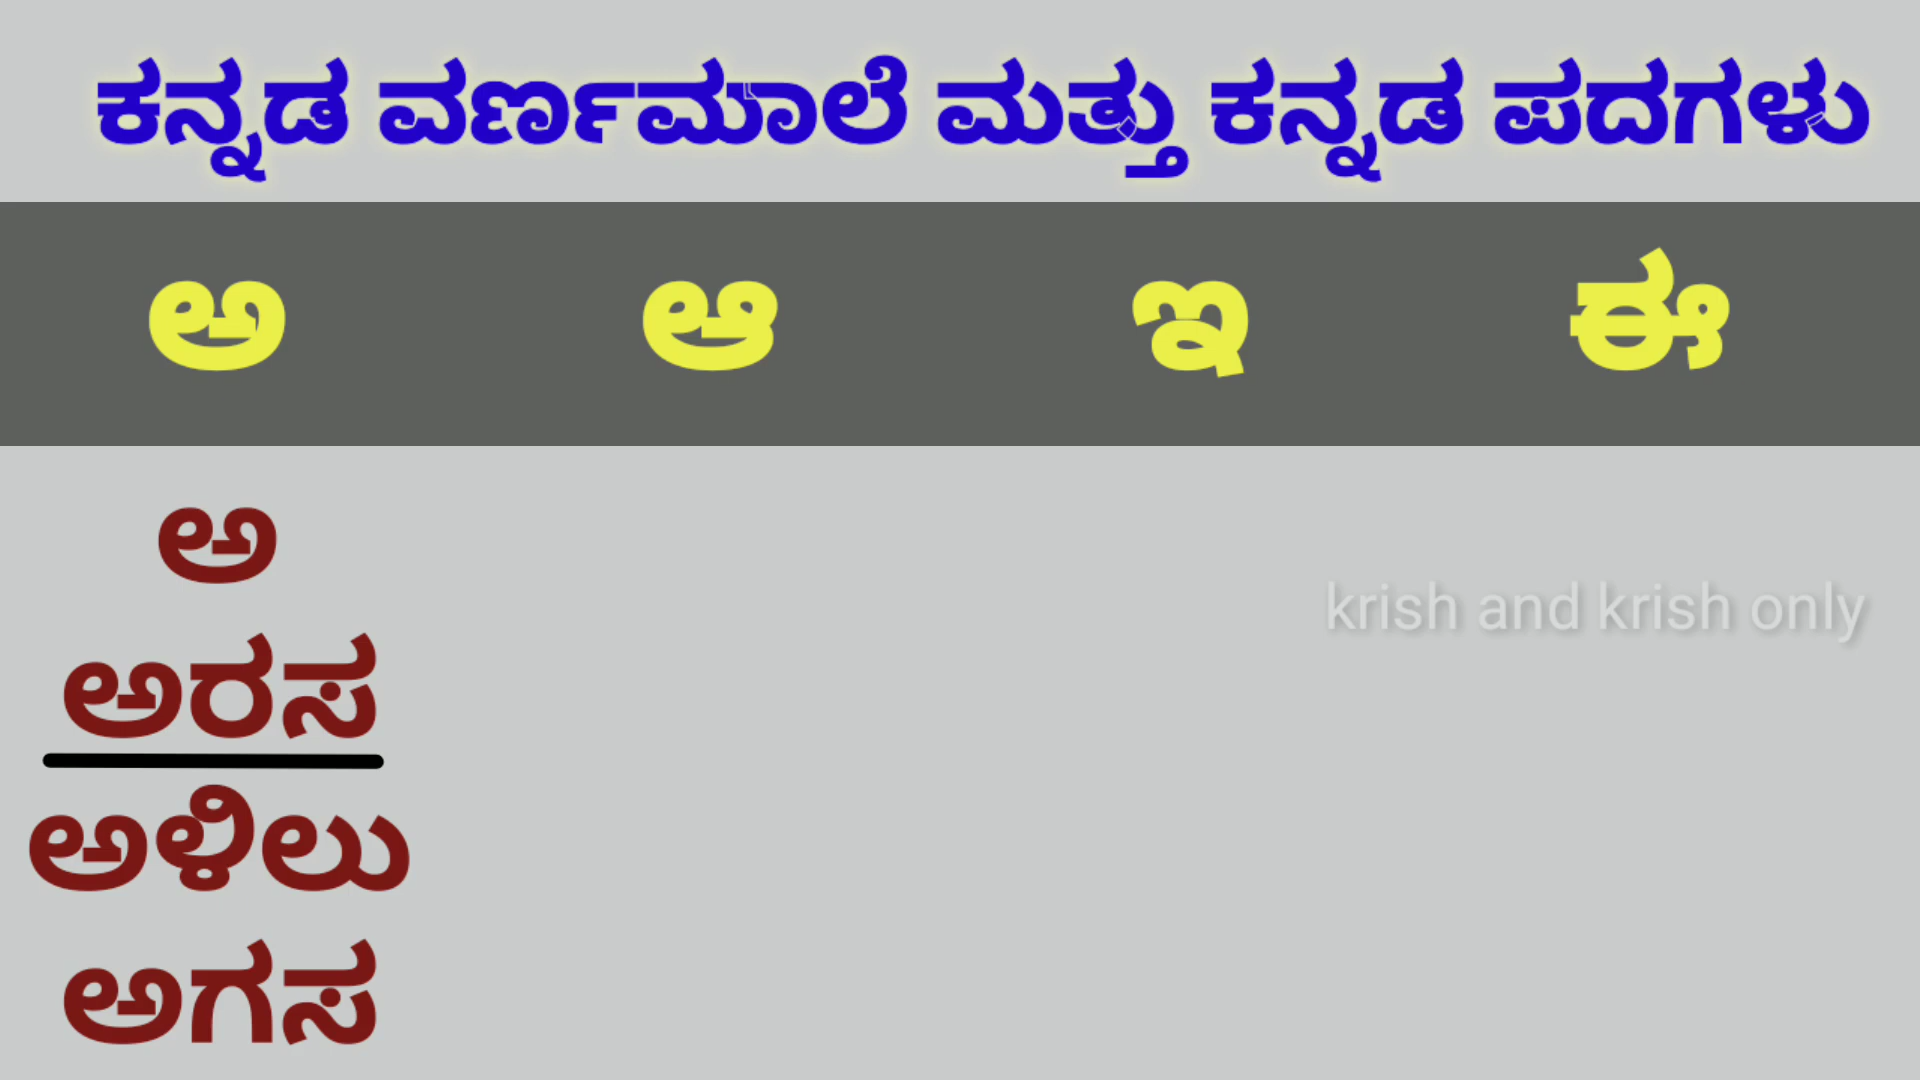 ಕನ್ನಡ ವರ್ಣಮಾಲೆ ಮತ್ತು ಕನ್ನಡ ಪದಗಳು
ಅ ಆ ಇ ಈ
ಅ
krish and krish only
ಅರಸ
ಅಳಿಲು
ಅಗಸ